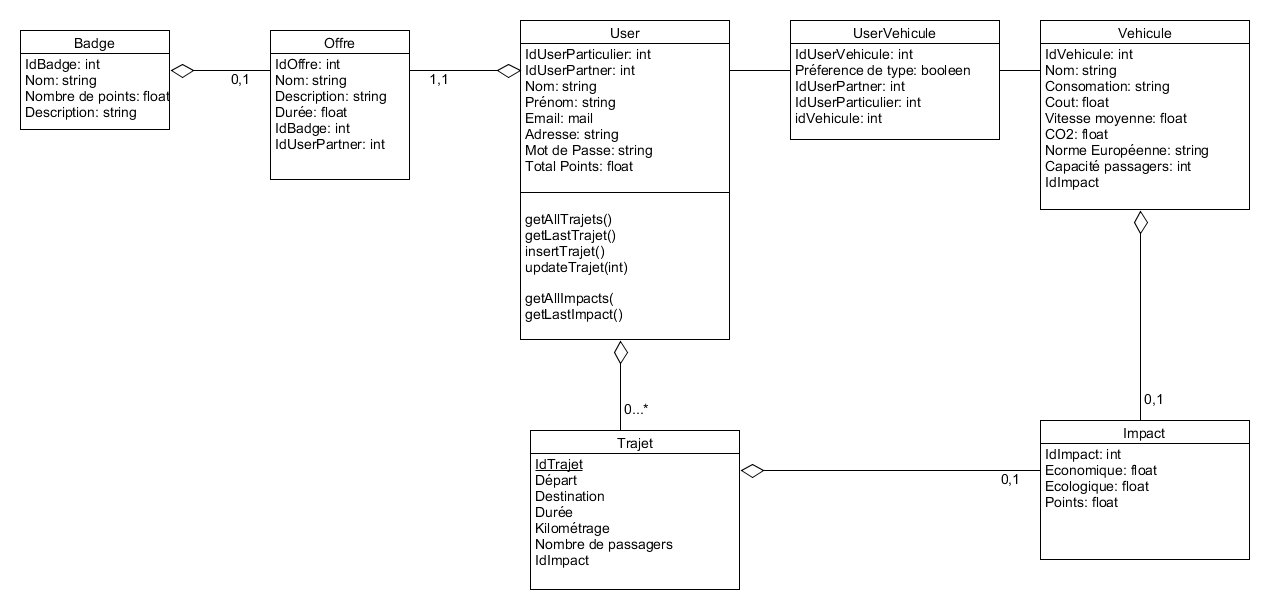 Badge
IdBadge: int
Nom: string
Nombre de points: float
Description: string
0,1
Offre
IdOffre: int
Nom: string
Description: string
Durée: float
IdBadge: int
IdUserPartner: int
1,1
User
IdUserParticulier: int
IdUserPartner: int
Nom: string
Prénom: string
Email: mail
Adresse: string
Mot de Passe: string
Total Points: float
getAllTrajets()
getLastTrajet()
insertTrajet()
updateTrajet(int)
getAllImpacts(
getLastImpact()
UserVehicule
IdUserVehicule: int
Préference de type: booleen
IdUserPartner: int
IdUserParticulier: int
idVehicule: int
Vehicule
IdVehicule: int
Nom: string
Consomation: string
Cout: float
Vitesse moyenne: float
CO2: float
Norme Européenne: string
Capacité passagers: int
IdImpact
0...*
0,1
Trajet
IdTrajet
Départ
Destination
Durée
Kilométrage
Nombre de passagers
IdImpact
0,1
Impact
IdImpact: int
Economique: float
Ecologique: float
Points: float